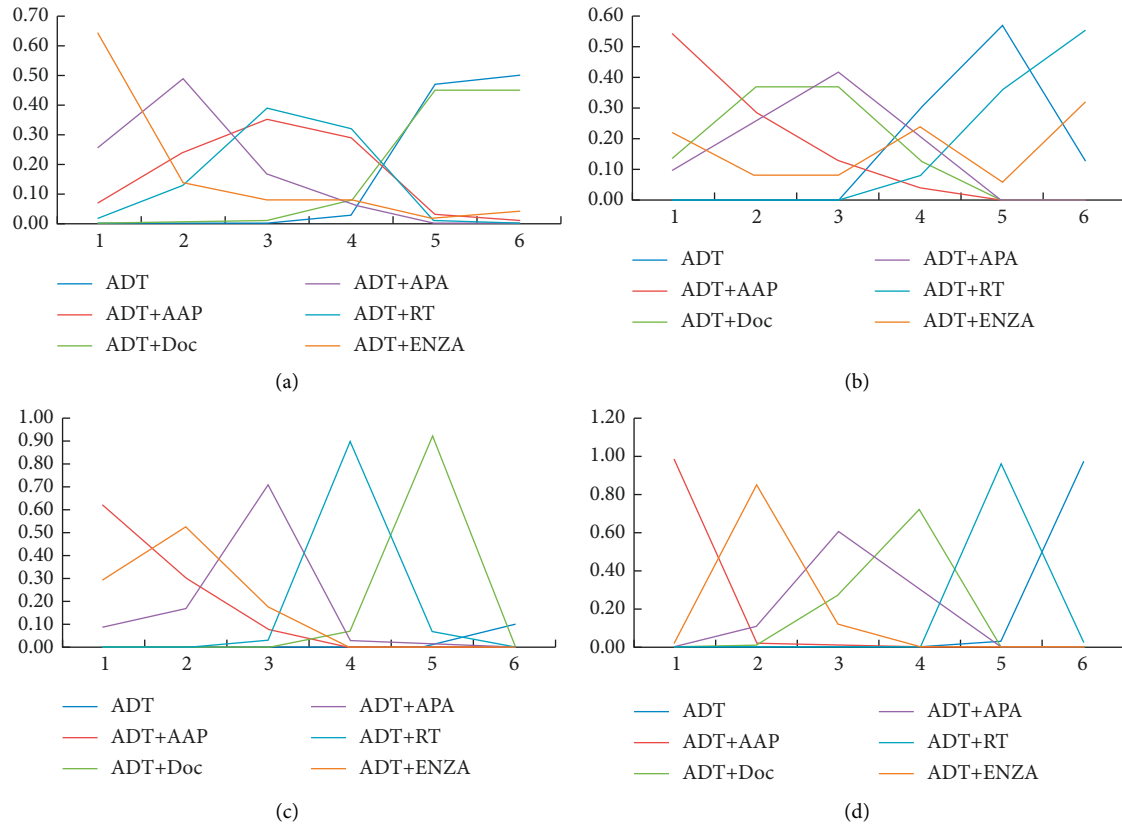 0.70
0.60
0.50
0.40
0.30
0.20
0.10
0.00
1 2 3 4 5 6
ADT ADT+APA
ADT+AAP ADT+RT
ADT+Doc ADT+ENZA
(a)
0.60
0.50
0.40
0.30
0.20
0.10
0.00
1 2 3 4 5 6
ADT ADT+APA
ADT+AAP ADT+RT
ADT+Doc ADT+ENZA
(b)
1.00
0.90
0.80
0.70
0.60
0.50
0.40
0.30
0.20
0.10
0.00
1 2 3 4 5 6
ADT ADT+APA
ADT+AAP ADT+RT
ADT+Doc ADT+ENZA
(c)
1.20
1.00
0.80
0.60
0.40
0.20
0.00
1 2 3 4 5 6
ADT ADT+APA
ADT+AAP ADT+RT
ADT+Doc ADT+ENZA
(d)